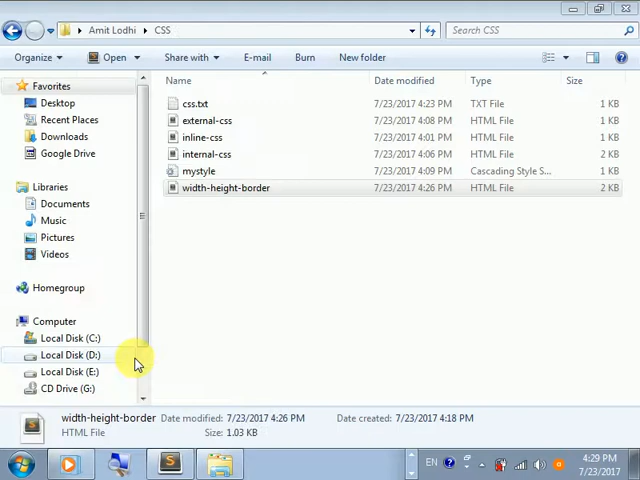 Amit Lodhi ▸ CSS
Search CSS
Organize Open Share with E-mail Burn New folder
Name Date modified Type Size
Favorites
Desktop
Recent Places
Downloads
Google Drive
Libraries
Documents
Music
Pictures
Videos
Homegroup
Computer
Local Disk (C:)
Local Disk (D:)
Local Disk (E:)
CD Drive (G:)
css.txt 7/23/2017 4:23 PM TXT File 1 KB
external-css 7/23/2017 4:08 PM HTML File 1 KB
inline-css 7/23/2017 4:01 PM HTML File 1 KB
internal-css 7/23/2017 4:06 PM HTML File 2 KB
mystyle 7/23/2017 4:09 PM Cascading Style S... 1 KB
width-height-border 7/23/2017 4:26 PM HTML File 2 KB
width-height-border Date modified: 7/23/2017 4:26 PM Date created: 7/23/2017 4:18 PM
HTML File Size: 1.03 KB
EN 4:29 PM
7/23/2017